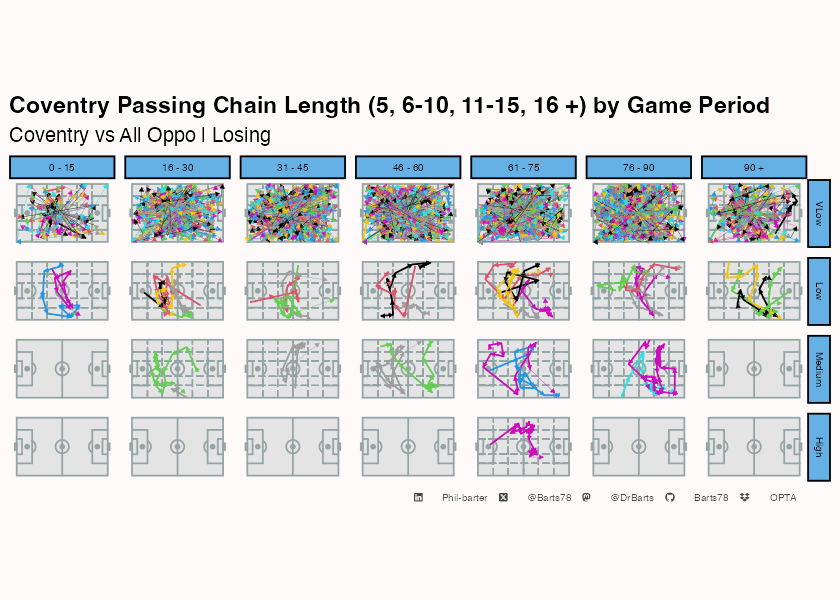 Coventry Passing Chain Length (5, 6-10, 11-15, 16 +) by Game Period
Coventry vs All Oppo I Losing
0 - 15 16 - 30 31 - 45 46 - 60 61 - 75 76 - 90 90 +
V.Low
Low
Medium
High
Phil-barter @Barts78 @DrBarts Barts78 OPTA